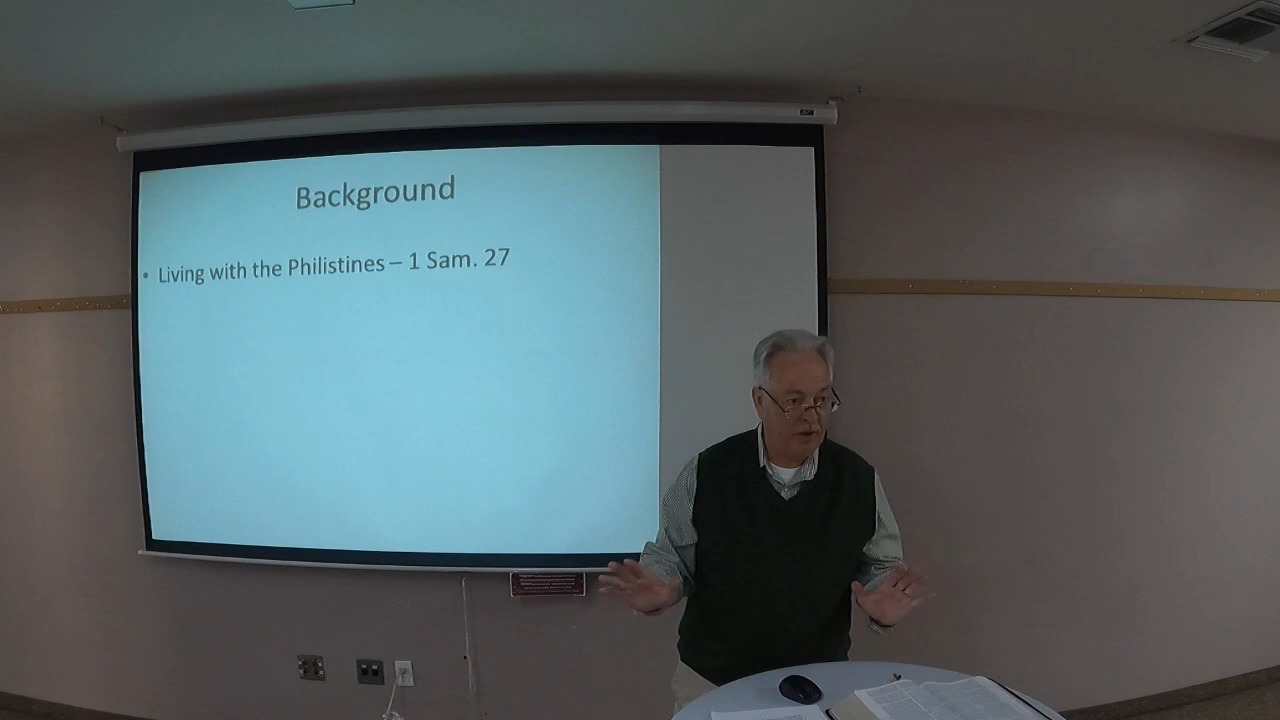 Background
• Living with the Philistines – 1 Sam. 27